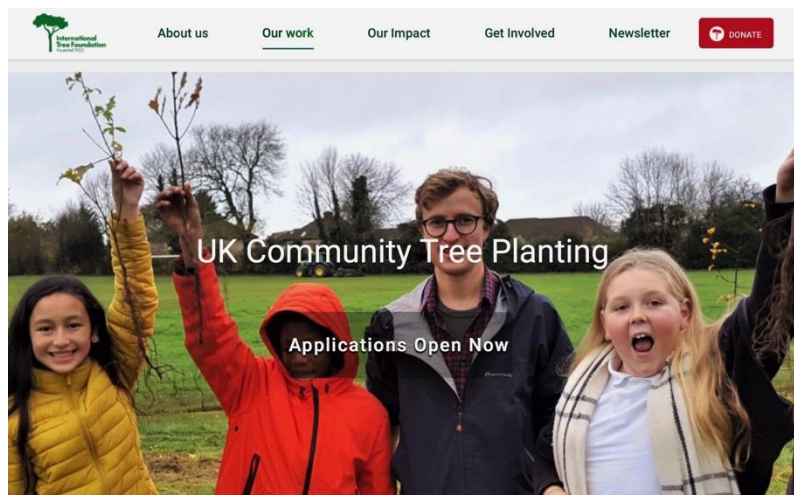 International
Tree Foundation
Founded 1922
About us
Our work
Our Impact
Get Involved
Newsletter
DONATE
UK Community Tree Planting
Applications Open Now